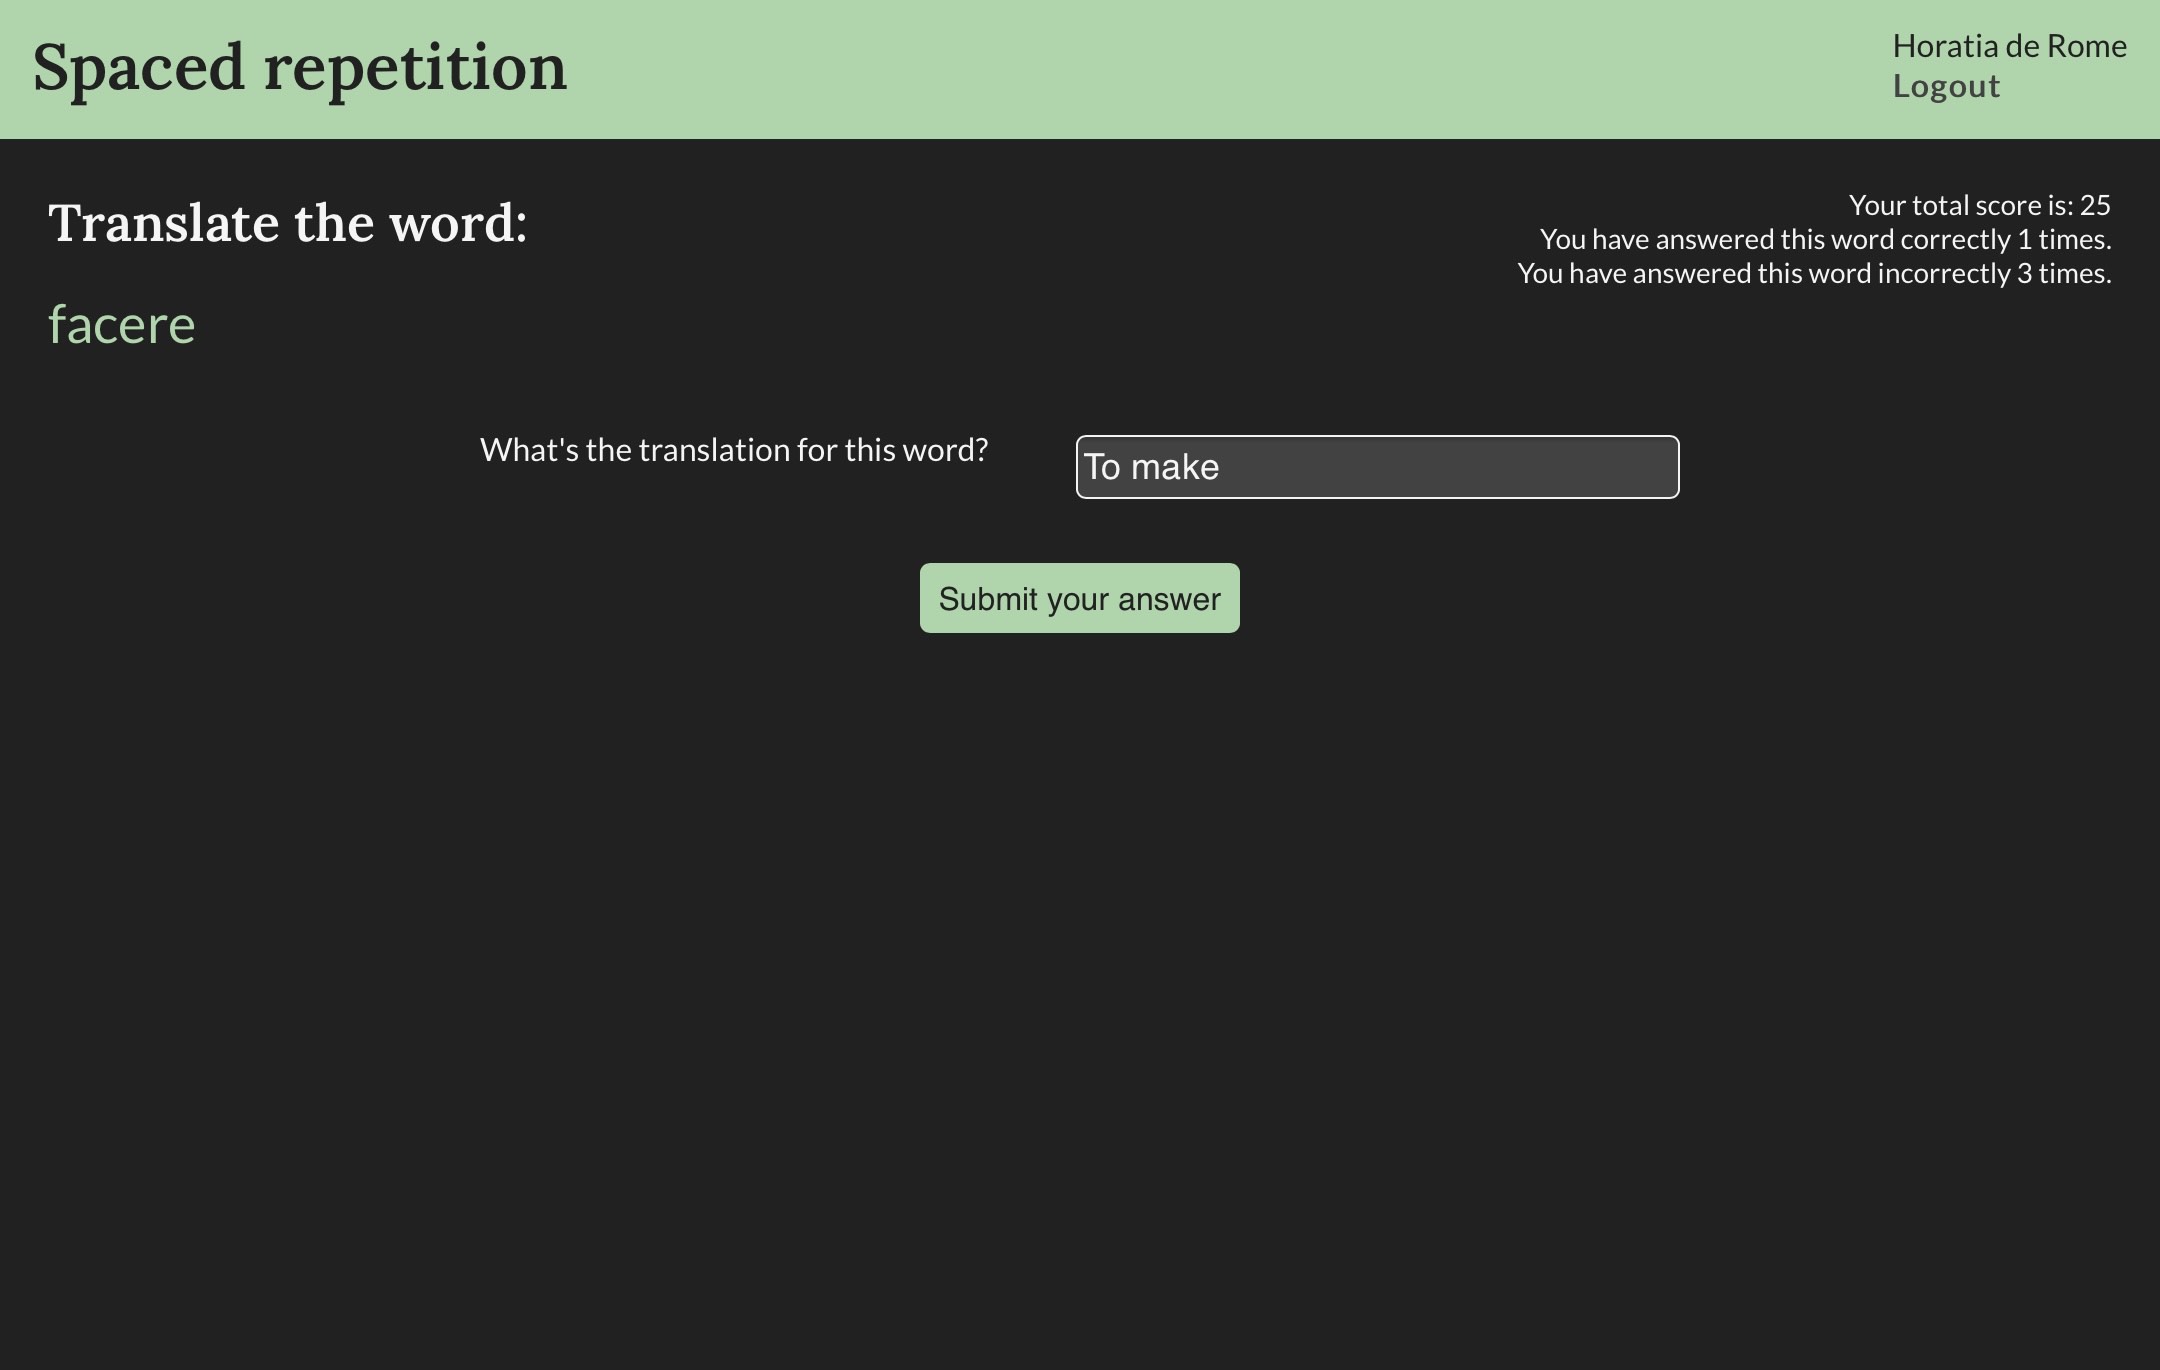 Spaced repetition
Horatia de Rome
Logout
Translate the word:
Your total score is: 25
You have answered this word correctly 1 times.
You have answered this word incorrectly 3 times.
facere
What's the translation for this word?
To make
Submit your answer